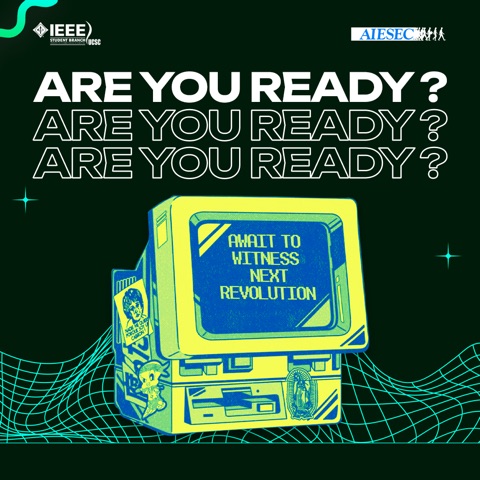 IEEE
STUDENT BRANCH
ucsc
AIESEC
ARE YOU READY ?
ARE YOU READY ?
ARE YOU READY ?
AWAIT TO
WITNESS
NEXT
REVOLUTION